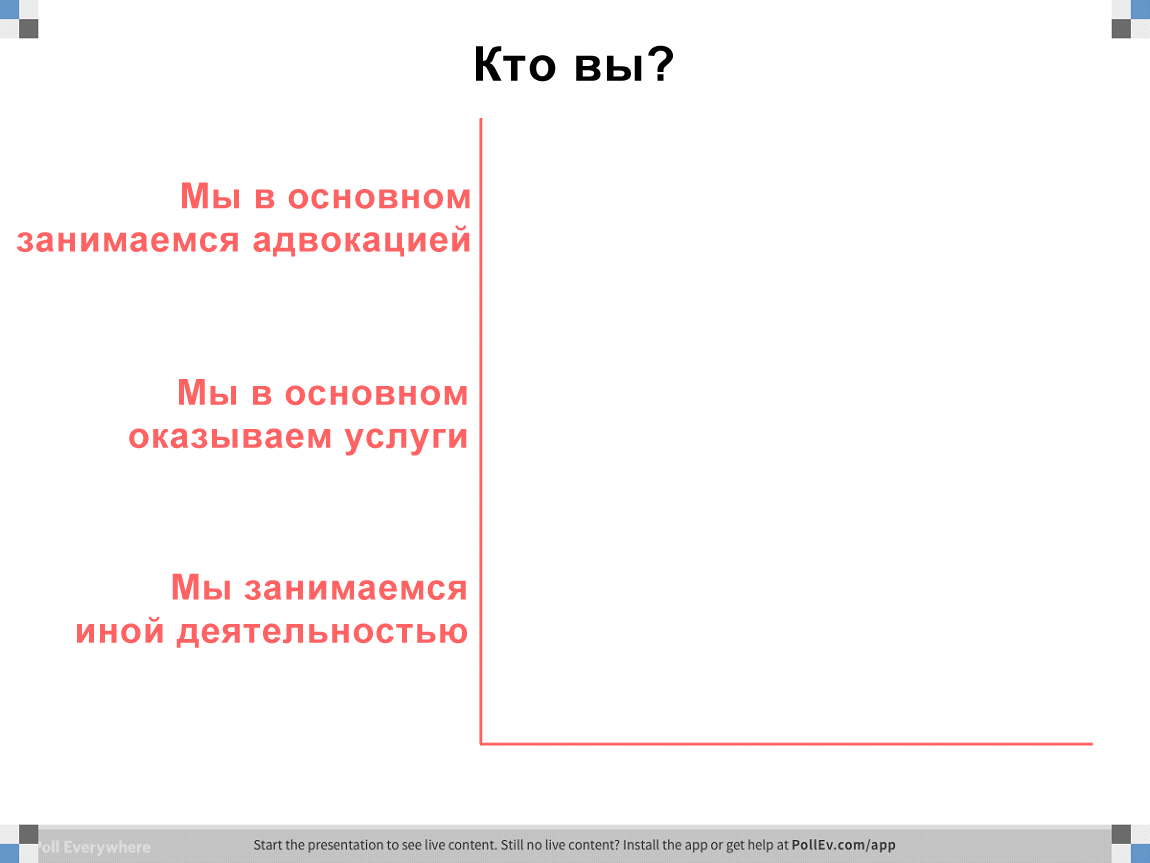 Кто вы?
Мы в основном
занимаемся адвокацией
Мы в основном
оказываем услуги
Мы занимаемся
иной деятельностью
Poll Everywhere
Start the presentation to see live content. Still no live content? Install the app or get help at PollEv.com/app